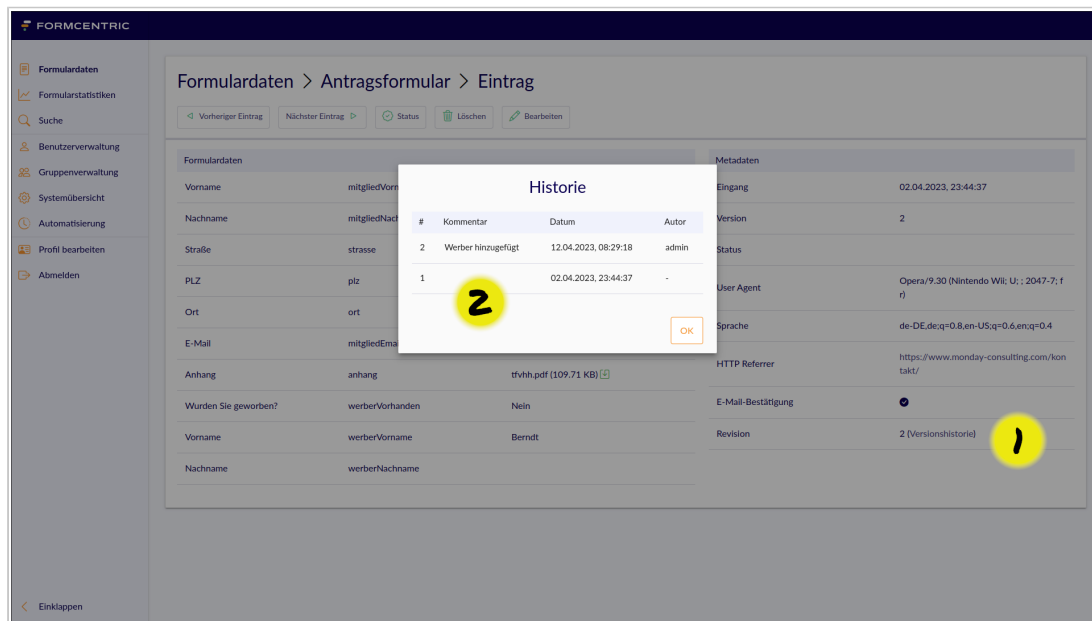 FORMCENTRIC
Formulardaten
Formularstatistiken
Suche
Benutzerverwaltung
Gruppenverwaltung
Systemübersicht
Automatisierung
Profil bearbeiten
Abmelden
Einklappen
Formulardaten > Antragsformular > Eintrag
Vorheriger Eintrag Nächster Eintrag Status Löschen Bearbeiten
Formulardaten
Vorname mitgliedVorn
Nachname mitgliedNach
Straße strasse
PLZ plz
Ort ort
E-Mail mitgliedEmai
Anhang anhang tfvhh.pdf (109.71 KB)
Wurden Sie geworben? werberVorhanden Nein
Vorname werberVorname Berndt
Nachname werberNachname
Historie
# Kommentar Datum Autor
2 Werber hinzugefügt 12.04.2023, 08:29:18 admin
1 02.04.2023, 23:44:37 -
2
OK
Metadaten
Eingang 02.04.2023, 23:44:37
Version 2
Status
User Agent Opera/9.30 (Nintendo Wii; U; ; 2047-7; f
r)
Sprache de-DE,de;q=0.8,en-US;q=0.6,en;q=0.4
HTTP Referrer https://www.monday-consulting.com/kon
takt/
E-Mail-Bestätigung
Revision 2 (Versionshistorie)
1